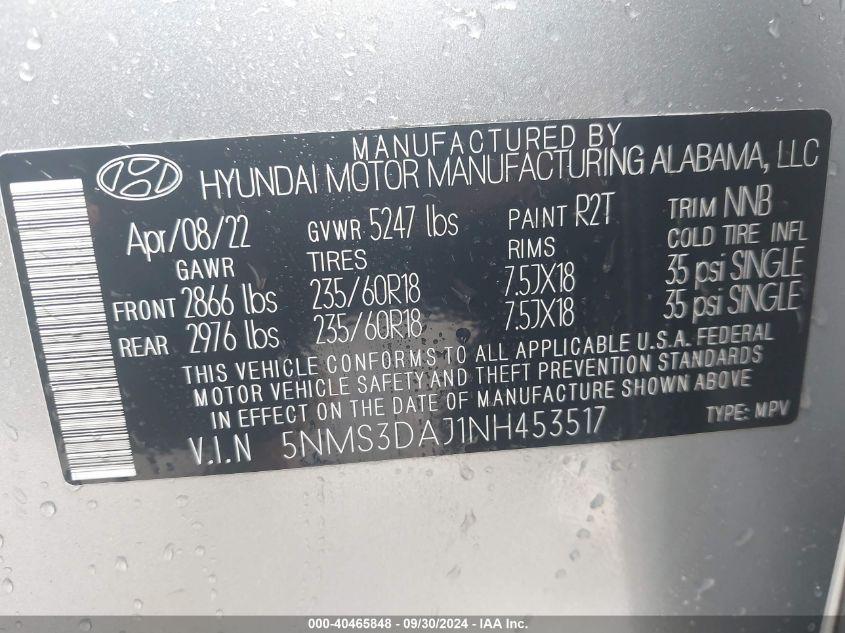 MANUFACTURED BY
HYUNDAI MOTOR MANUFACTURING ALABAMA, LLC
Apr/08/22 GVWR 5247 lbs PAINT R2T TRIM NNB
GAWR TIRES RIMS COLD TIRE INFL
FRONT 2866 lbs 235/60R18 7.5JX18 35 psi SINGLE
REAR 2976 lbs 235/60R18 7.5JX18 35 psi SINGLE
THIS VEHICLE CONFORMS TO ALL APPLICABLE U.S.A. FEDERAL
MOTOR VEHICLE SAFETY AND THEFT PREVENTION STANDARDS
IN EFFECT ON THE DATE OF MANUFACTURE SHOWN ABOVE
V.I.N 5NMS3DAJ1NH453517 TYPE: MPV
000-40465848 - 09/30/2024 - IAA Inc.